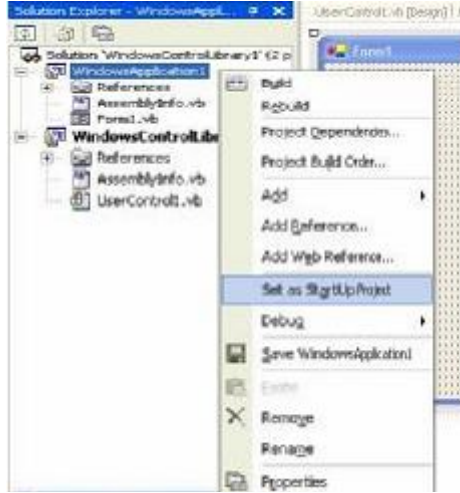 Solution Explorer - WindowsAppl...
UserControl1.vb [Design]
Solution 'WindowsControlLibrary1' (2 p
Form1
WindowsApplication1
References
AssemblyInfo.vb
Form1.vb
WindowsControlLibr
References
AssemblyInfo.vb
UserControl1.vb
Build
Rebuild
Project Dependencies...
Project Build Order...
Add
Add Reference...
Add Web Reference...
Set as StartUp Project
Debug
Save WindowsApplication1
Paste
Remove
Rename
Properties